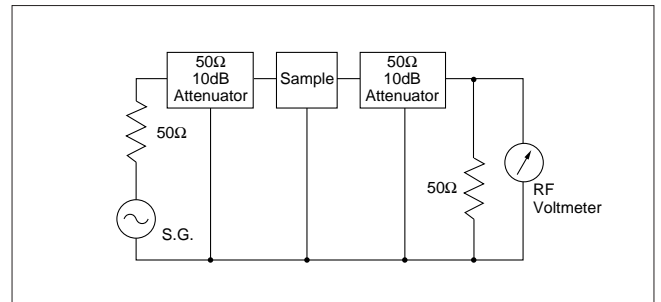 50Ω
10dB
Attenuator
Sample
50Ω
10dB
Attenuator
50Ω
50Ω
RF
Voltmeter
S.G.